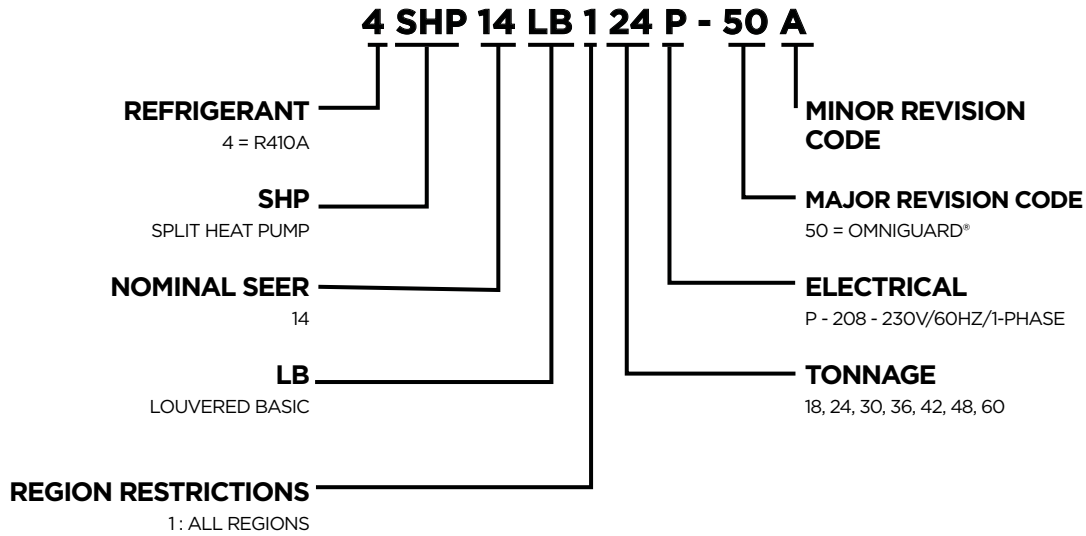 4 SHP 14 LB 1 24 P - 50 A
REFRIGERANT
4 = R410A
SHP
SPLIT HEAT PUMP
NOMINAL SEER
14
LB
LOUVERED BASIC
REGION RESTRICTIONS
1 : ALL REGIONS
MINOR REVISION
CODE
MAJOR REVISION CODE
50 = OMNIGUARD®
ELECTRICAL
P - 208 - 230V/60HZ/1-PHASE
TONNAGE
18, 24, 30, 36, 42, 48, 60